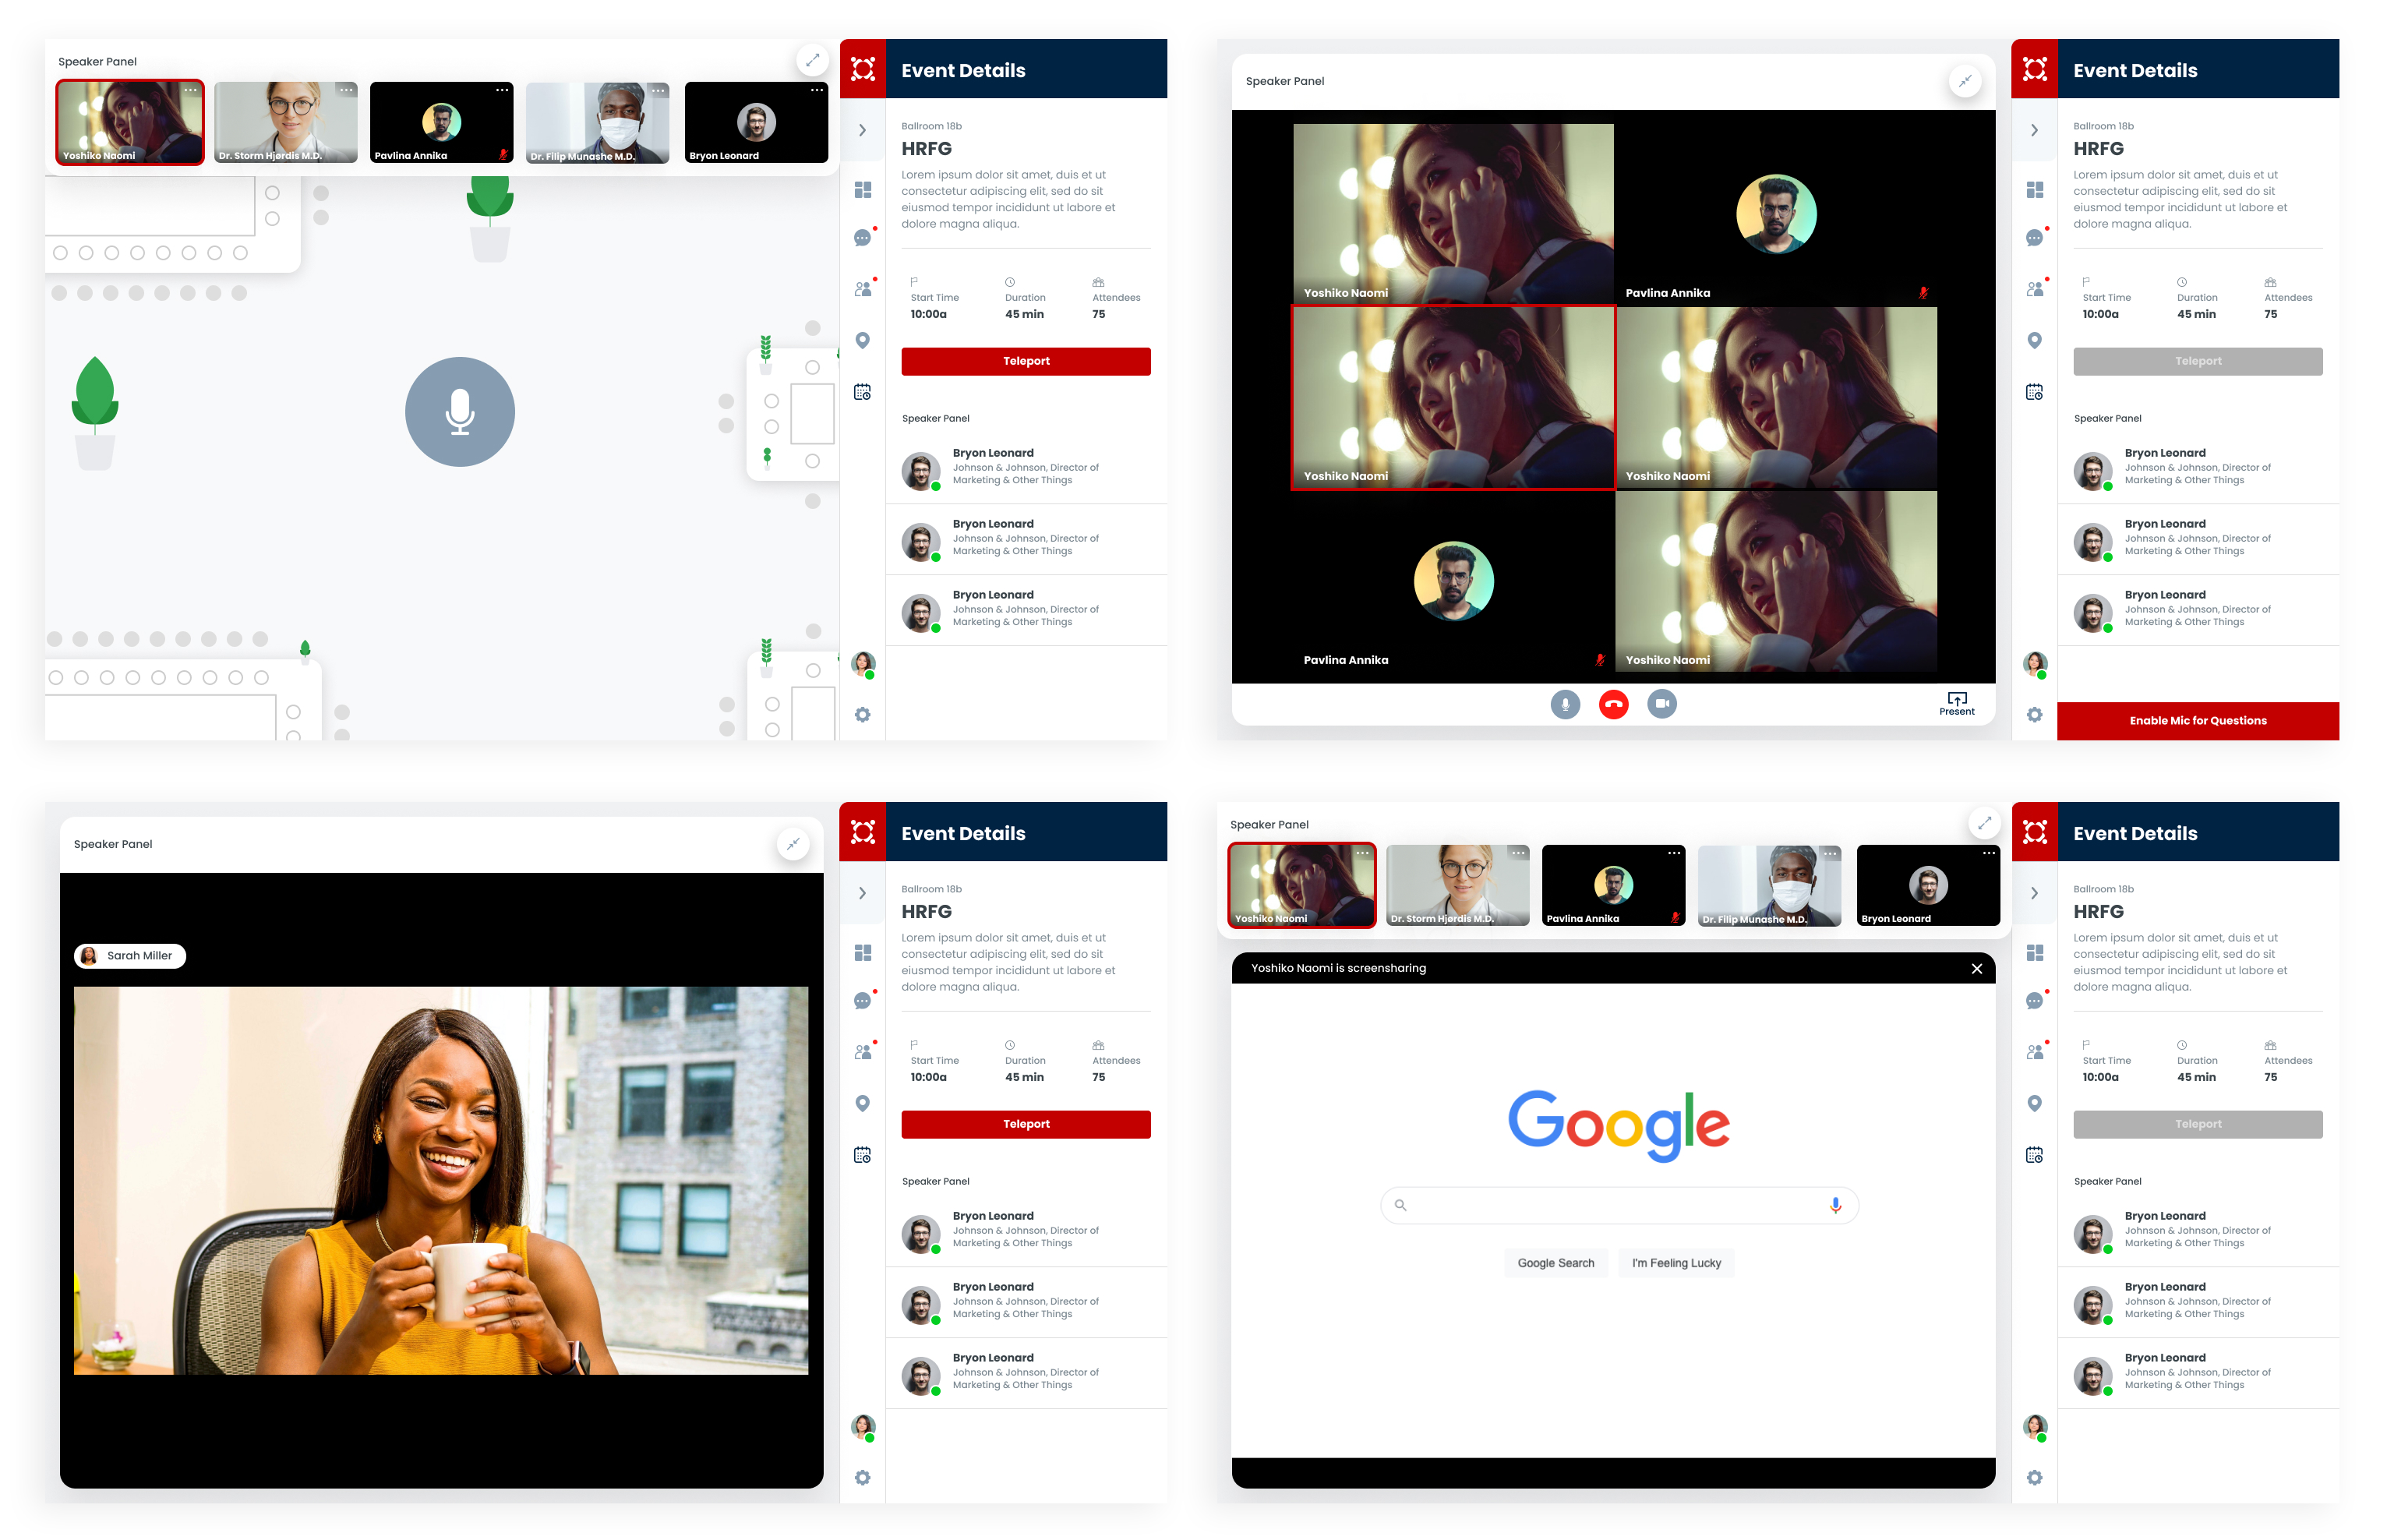 Speaker Panel
Yoshiko Naomi
Dr. Storm Hjørdis M.D.
Pavlina Annika
Dr. Filip Munashe M.D.
Bryon Leonard
Event Details
Ballroom 18b
HRFG
Lorem ipsum dolor sit amet, duis et ut
consectetur adipiscing elit, sed do sit
eiusmod tempor incididunt ut labore et
dolore magna aliqua.
Start Time
Duration
Attendees
10:00a
45 min
75
Teleport
Speaker Panel
Bryon Leonard
Johnson & Johnson, Director of
Marketing & Other Things
Bryon Leonard
Johnson & Johnson, Director of
Marketing & Other Things
Bryon Leonard
Johnson & Johnson, Director of
Marketing & Other Things
Speaker Panel
Yoshiko Naomi
Pavlina Annika
Yoshiko Naomi
Yoshiko Naomi
Pavlina Annika
Yoshiko Naomi
Present
Event Details
Ballroom 18b
HRFG
Lorem ipsum dolor sit amet, duis et ut
consectetur adipiscing elit, sed do sit
eiusmod tempor incididunt ut labore et
dolore magna aliqua.
Start Time
Duration
Attendees
10:00a
45 min
75
Teleport
Speaker Panel
Bryon Leonard
Johnson & Johnson, Director of
Marketing & Other Things
Bryon Leonard
Johnson & Johnson, Director of
Marketing & Other Things
Bryon Leonard
Johnson & Johnson, Director of
Marketing & Other Things
Enable Mic for Questions
Speaker Panel
Sarah Miller
Event Details
Ballroom 18b
HRFG
Lorem ipsum dolor sit amet, duis et ut
consectetur adipiscing elit, sed do sit
eiusmod tempor incididunt ut labore et
dolore magna aliqua.
Start Time
Duration
Attendees
10:00a
45 min
75
Teleport
Speaker Panel
Bryon Leonard
Johnson & Johnson, Director of
Marketing & Other Things
Bryon Leonard
Johnson & Johnson, Director of
Marketing & Other Things
Bryon Leonard
Johnson & Johnson, Director of
Marketing & Other Things
Speaker Panel
Yoshiko Naomi
Dr. Storm Hjørdis M.D.
Pavlina Annika
Dr. Filip Munashe M.D.
Bryon Leonard
Yoshiko Naomi is screensharing
Google
Google Search
I'm Feeling Lucky
Event Details
Ballroom 18b
HRFG
Lorem ipsum dolor sit amet, duis et ut
consectetur adipiscing elit, sed do sit
eiusmod tempor incididunt ut labore et
dolore magna aliqua.
Start Time
Duration
Attendees
10:00a
45 min
75
Teleport
Speaker Panel
Bryon Leonard
Johnson & Johnson, Director of
Marketing & Other Things
Bryon Leonard
Johnson & Johnson, Director of
Marketing & Other Things
Bryon Leonard
Johnson & Johnson, Director of
Marketing & Other Things